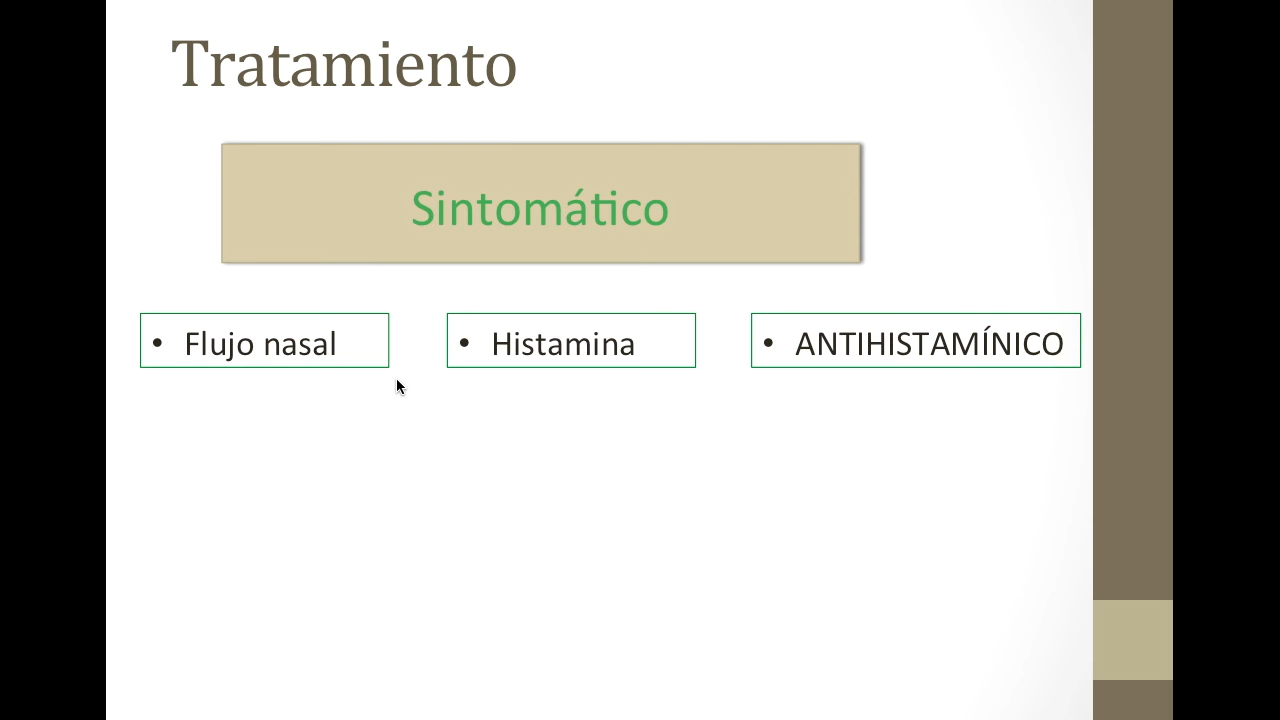 Tratamiento
Sintomático
• Flujo nasal
• Histamina
• ANTIHISTAMÍNICO